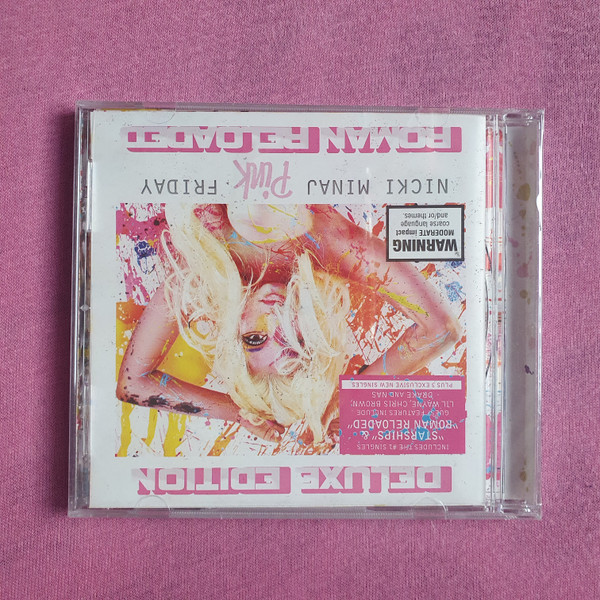 DELUXE EDITION
INCLUDES THE #1 SINGLES
"STARSHIPS" &
"ROMAN RELOADED"
· GUEST FEATURES INCLUDE
LIL WAYNE, CHRIS BROWN,
DRAKE AND NAS ·
PLUS 3 EXCLUSIVE NEW SINGLES
WARNING
MODERATE impact
coarse language
and/or themes.
NICKI MINAJ Pink FRIDAY
ROMAN RELOADED